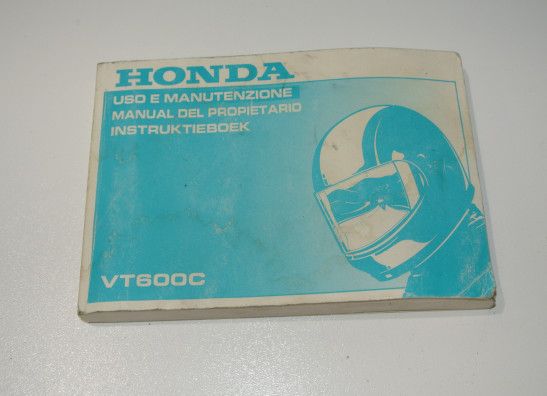 HONDA
USO E MANUTENZIONE
MANUAL DEL PROPIETARIO
INSTRUKTIEBOEK
VT600C